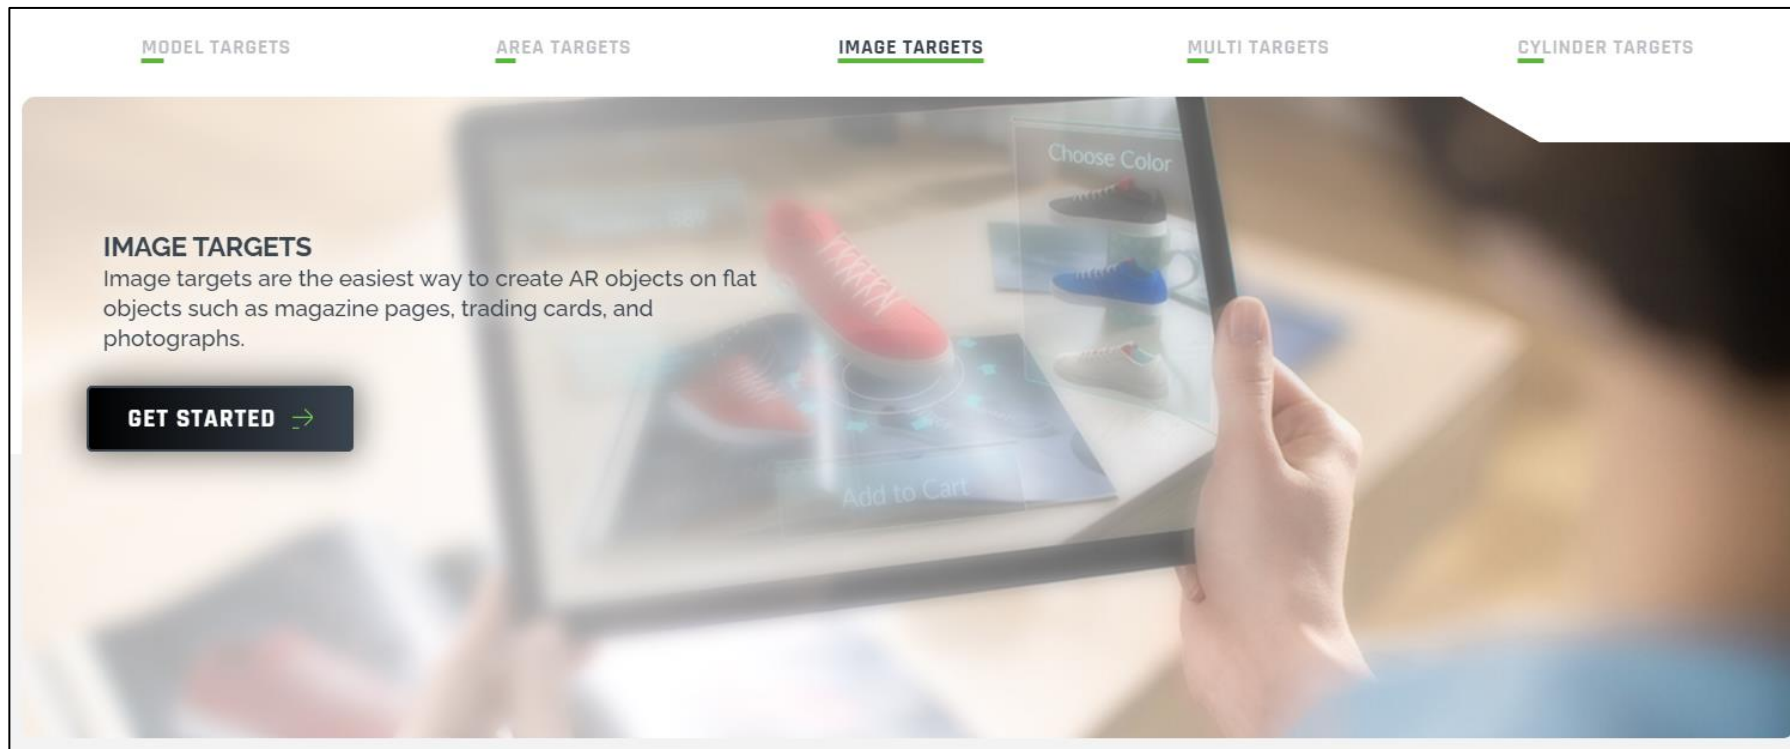 MODEL TARGETS
AREA TARGETS
IMAGE TARGETS
MULTI TARGETS
CYLINDER TARGETS
Choose Color
IMAGE TARGETS
Image targets are the easiest way to create AR objects on flat
objects such as magazine pages, trading cards, and
photographs.
GET STARTED
Add to Cart